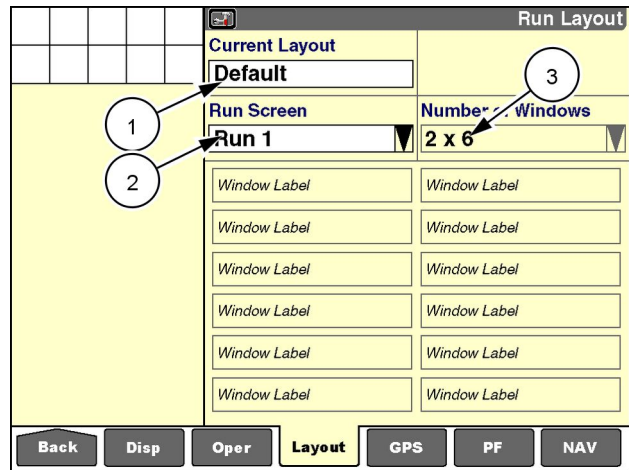 Run Layout
Current Layout
Default
3
1
Run Screen
Number Windows
Run 1
2 x 6
2
Window Label
Window Label
Window Label
Window Label
Window Label
Window Label
Window Label
Window Label
Window Label
Window Label
Window Label
Window Label
Back
Disp
Oper
Layout
GPS
PF
NAV